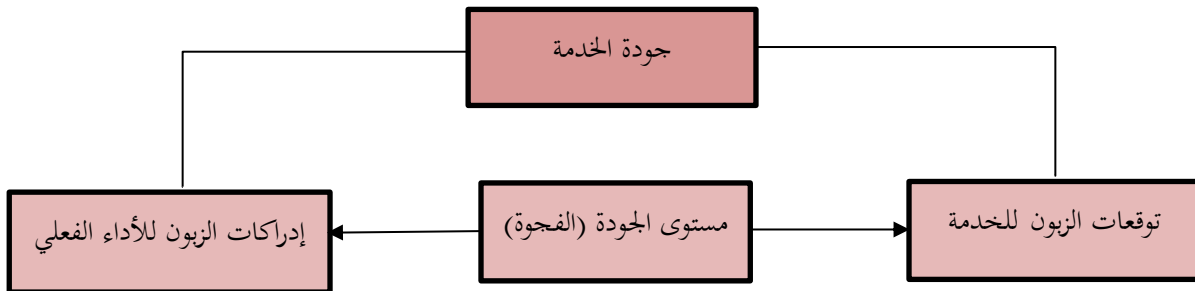 جودة الخدمة
توقعات الزبون للخدمة
مستوى الجودة (الفجوة)
إدراكات الزبون للأداء الفعلي